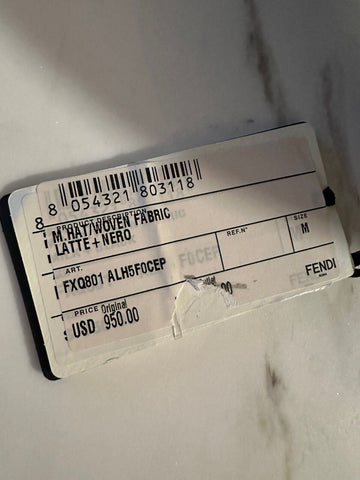 8 054321 803118
PRODUCT DESCRIPTION
M.HAT/WOVEN FABRIC
LATTE+NERO
ART.
FXQ801 ALH5F0CEP
REF.N°
SIZE
M
PRICE Original
USD 950.00
FENDI